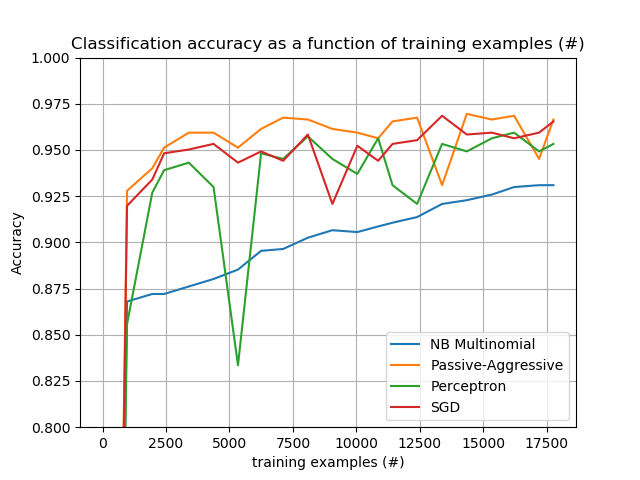 Classification accuracy as a function of training examples (#)
1.000
0.975
0.950
0.925
0.900
0.875
0.850
0.825
0.800
Accuracy
NB Multinomial
Passive-Aggressive
Perceptron
SGD
0 2500 5000 7500 10000 12500 15000 17500
training examples (#)